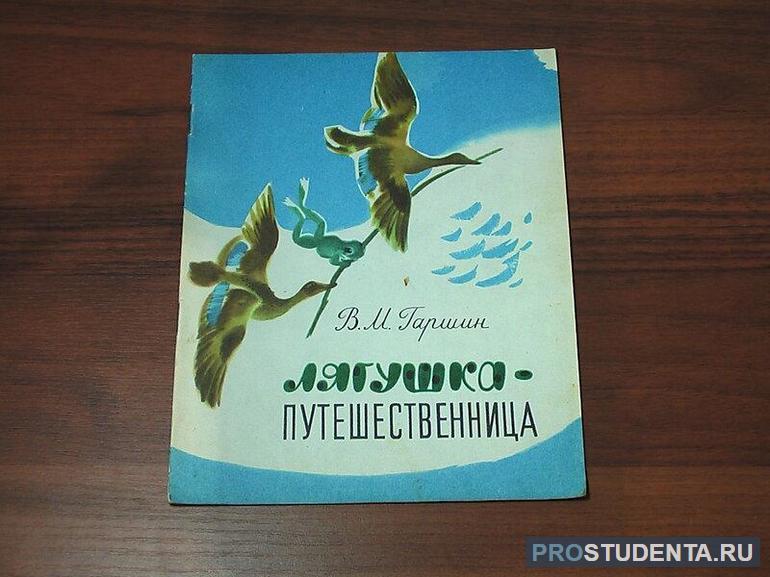 В. М. Гаршин
ЛЯГУШКА-
ПУТЕШЕСТВЕННИЦА
PROSTUDENTA.RU